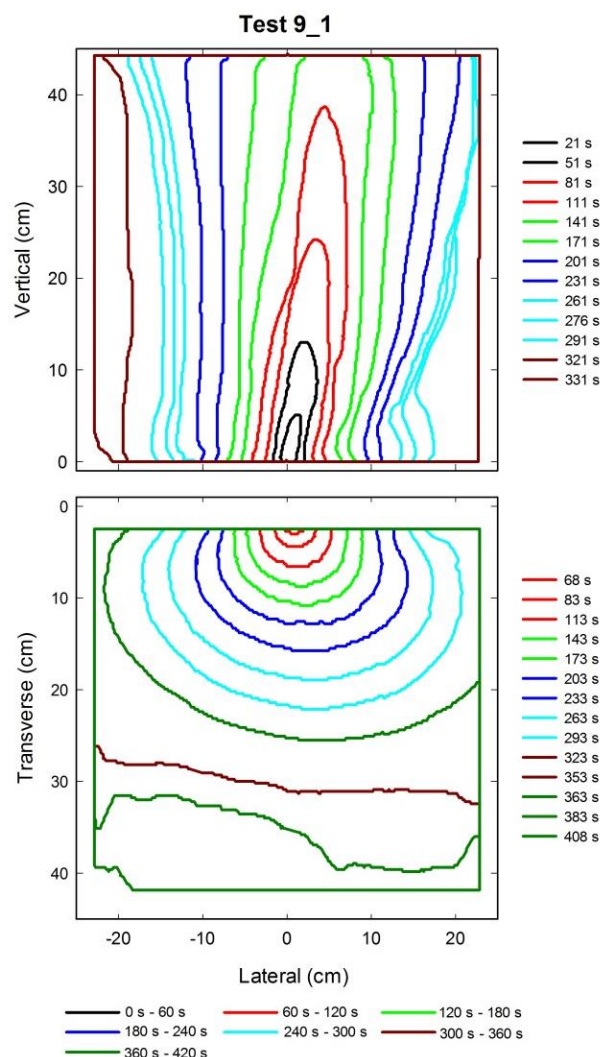 Test 9_1
Vertical (cm)
40
30
20
10
0
21 s
51 s
81 s
111 s
141 s
171 s
201 s
231 s
261 s
276 s
291 s
321 s
331 s
Transverse (cm)
0
10
20
30
40
68 s
83 s
113 s
143 s
173 s
203 s
233 s
263 s
293 s
323 s
353 s
363 s
383 s
408 s
-20 -10 0 10 20
Lateral (cm)
0 s - 60 s 60 s - 120 s 120 s - 180 s
180 s - 240 s 240 s - 300 s 300 s - 360 s
360 s - 420 s